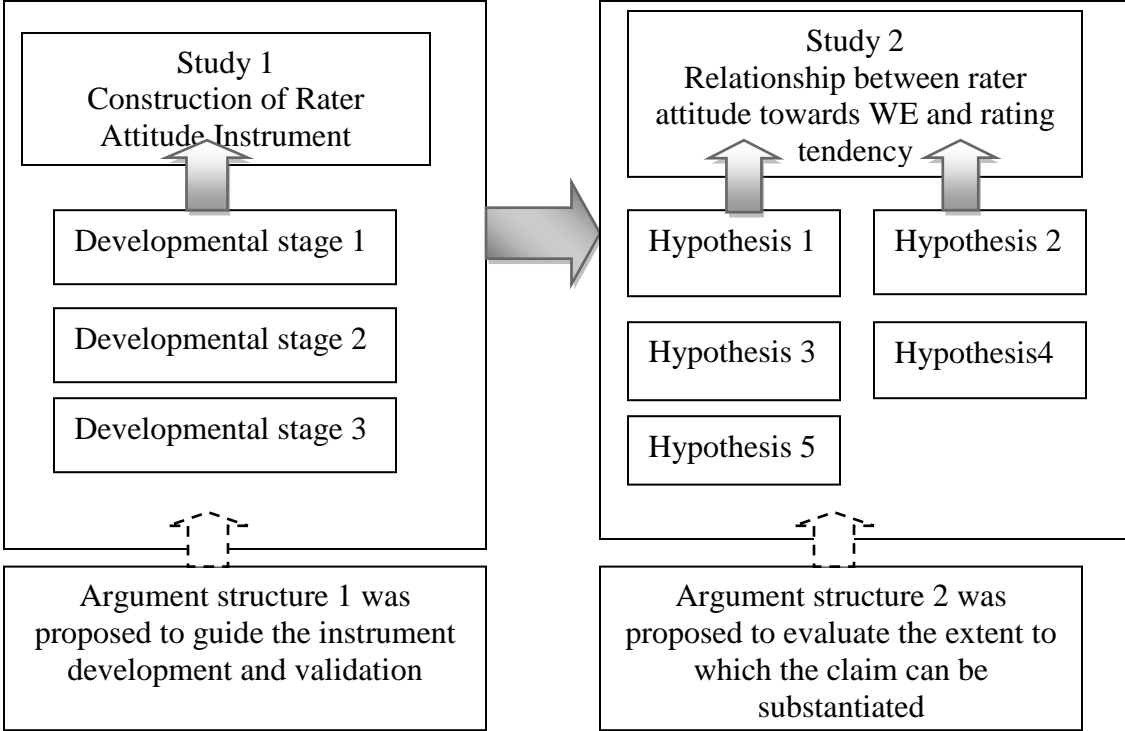 Study 1
Construction of Rater
Attitude Instrument
Developmental stage 1
Developmental stage 2
Developmental stage 3
Argument structure 1 was
proposed to guide the instrument
development and validation
Study 2
Relationship between rater
attitude towards WE and rating
tendency
Hypothesis 1
Hypothesis 2
Hypothesis 3
Hypothesis4
Hypothesis 5
Argument structure 2 was
proposed to evaluate the extent to
which the claim can be
substantiated